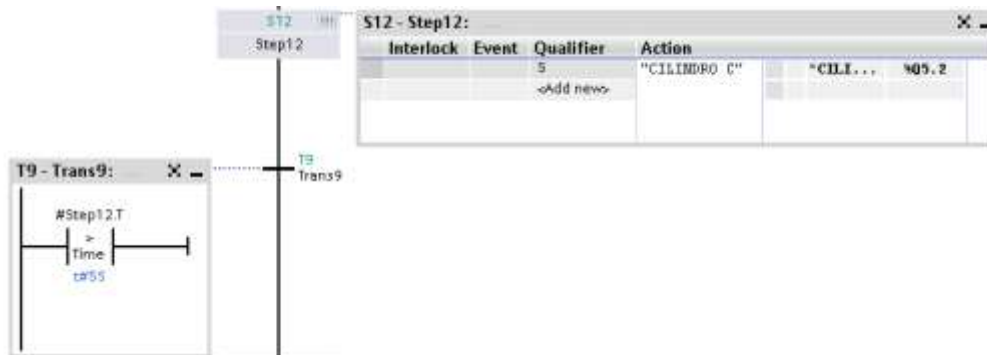 S12
Step12
S12 - Step12:
Interlock Event Qualifier Action
S "CILINDRO C" "CILI... %Q5.2
<Add new>
T9
Trans9
T9 - Trans9:
#Step12.T
>
Time
t#5S